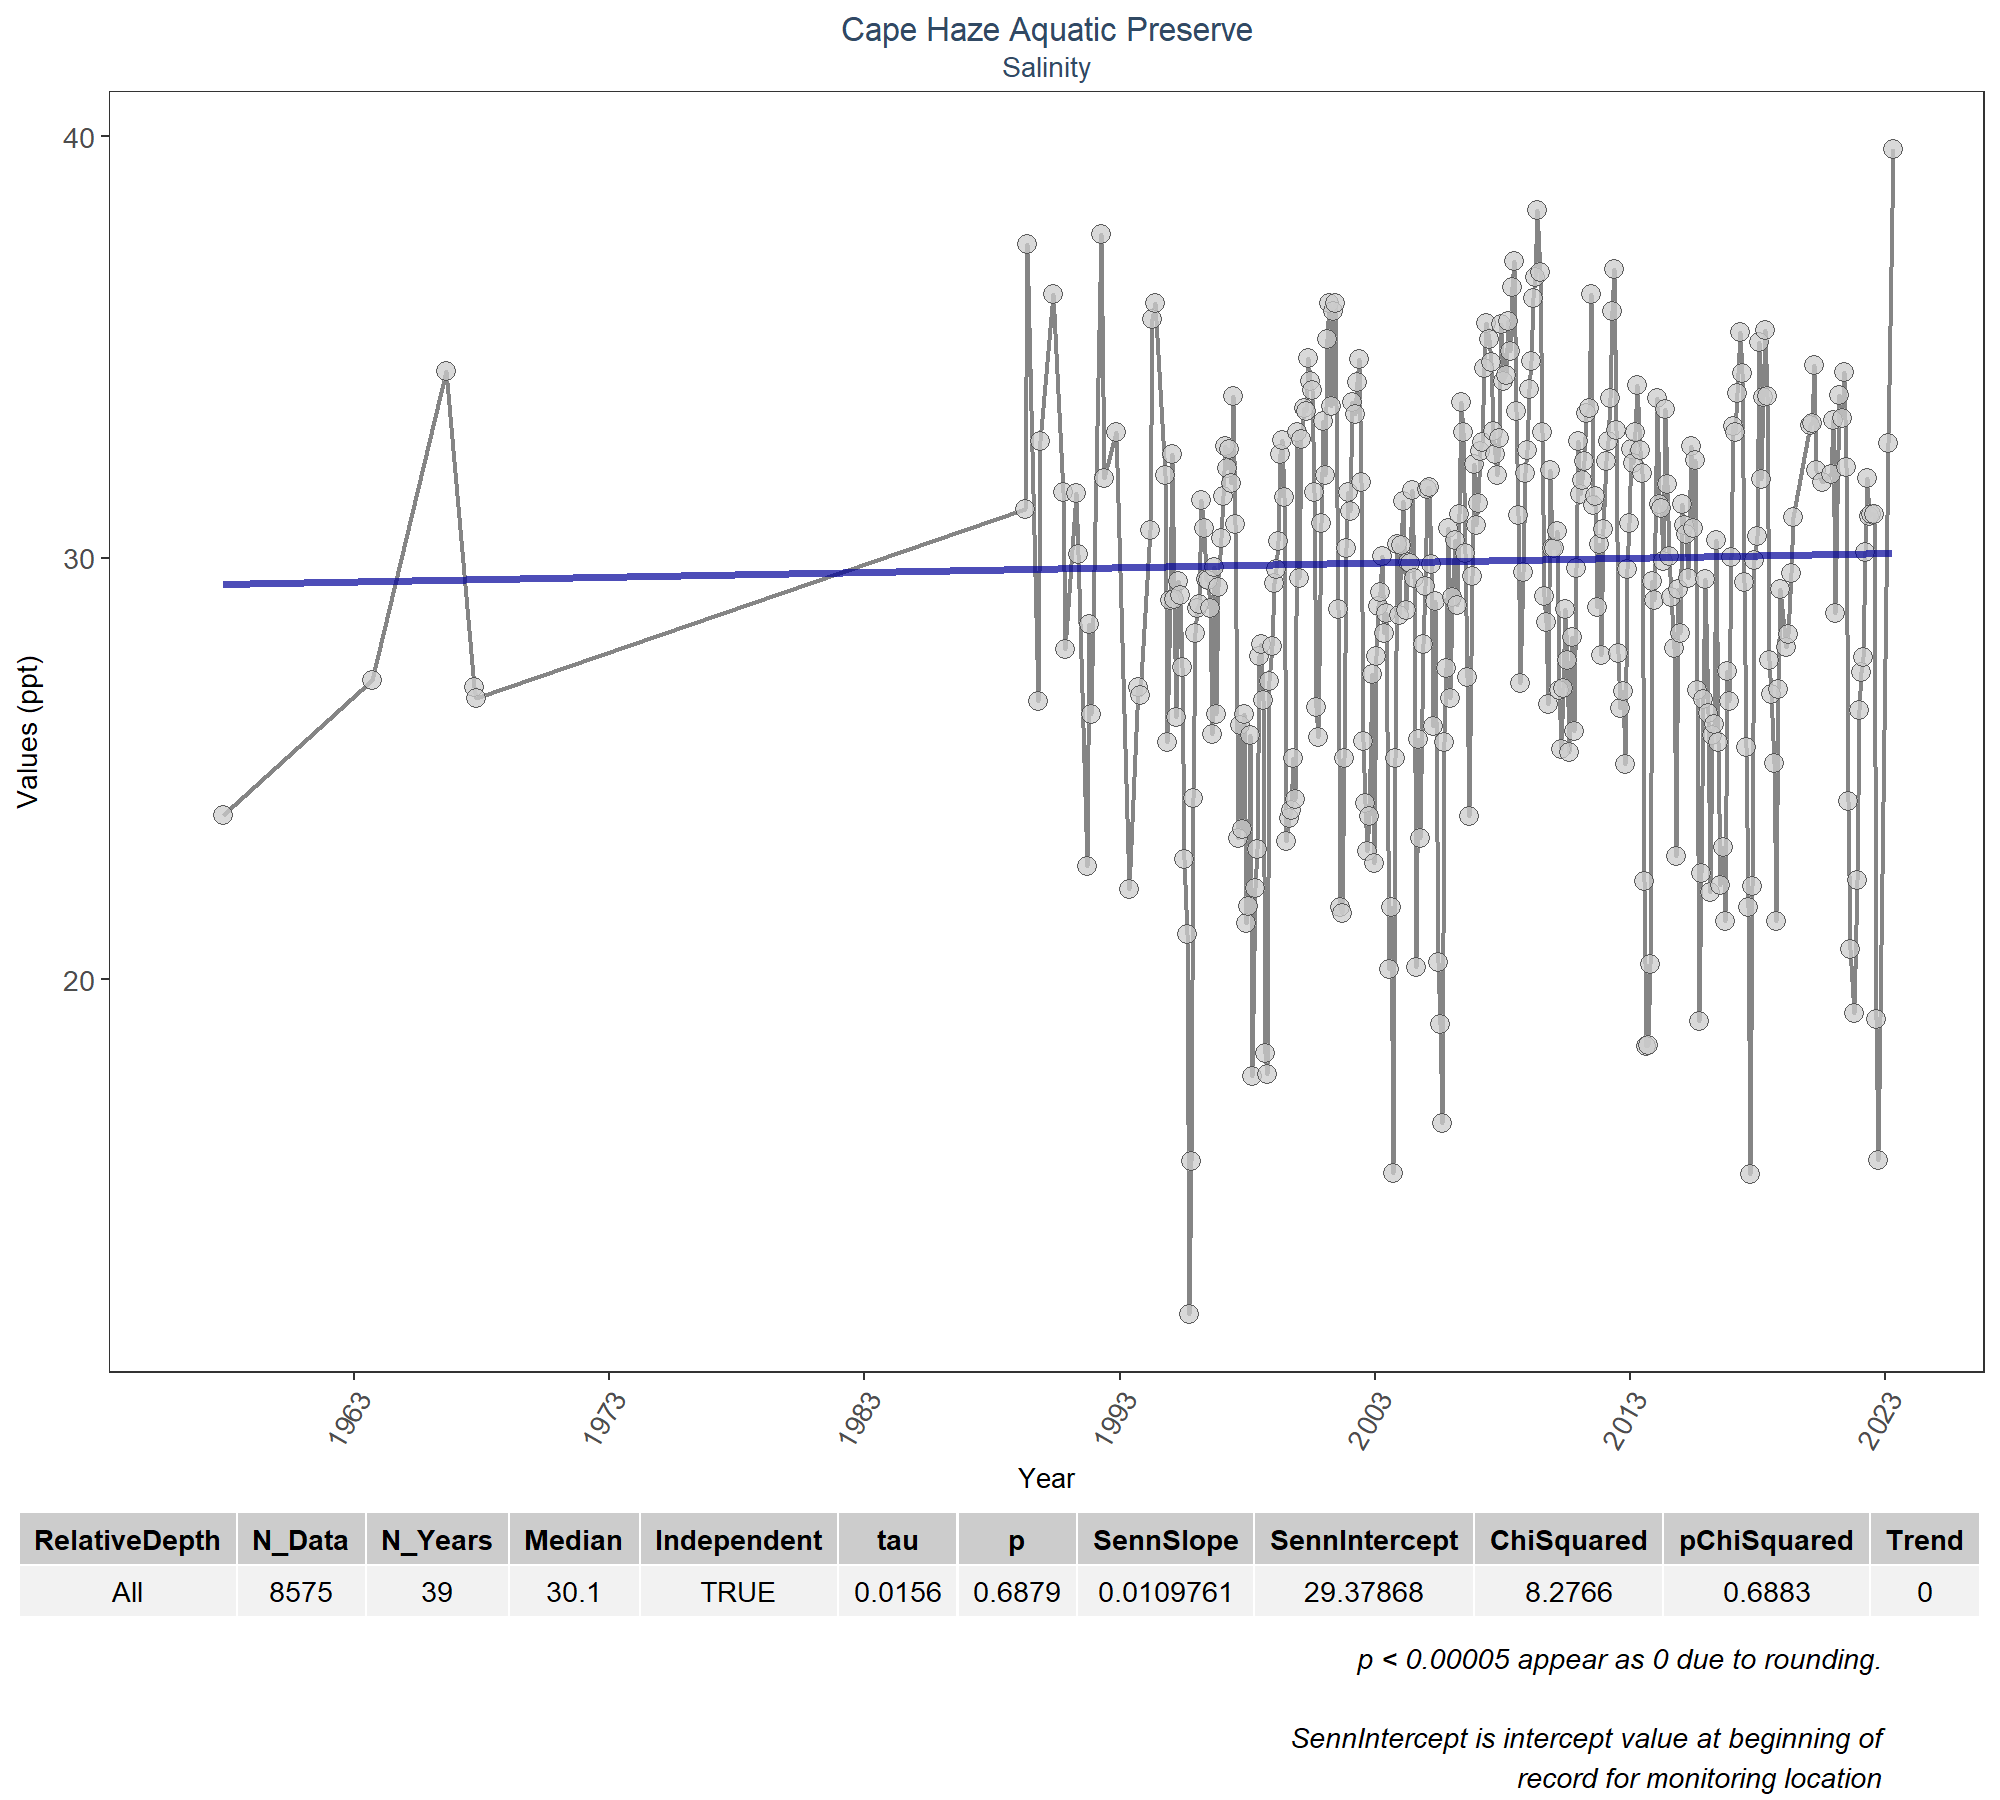 Cape Haze Aquatic Preserve
Salinity
40
30
20
Values (ppt)
1963 1973 1983 1993 2003 2013 2023
Year
RelativeDepth N_Data N_Years Median Independent tau p SennSlope SennIntercept ChiSquared pChiSquared Trend
All 8575 39 30.1 TRUE 0.0156 0.6879 0.0109761 29.37868 8.2766 0.6883 0
p < 0.00005 appear as 0 due to rounding.
SennIntercept is intercept value at beginning of
record for monitoring location